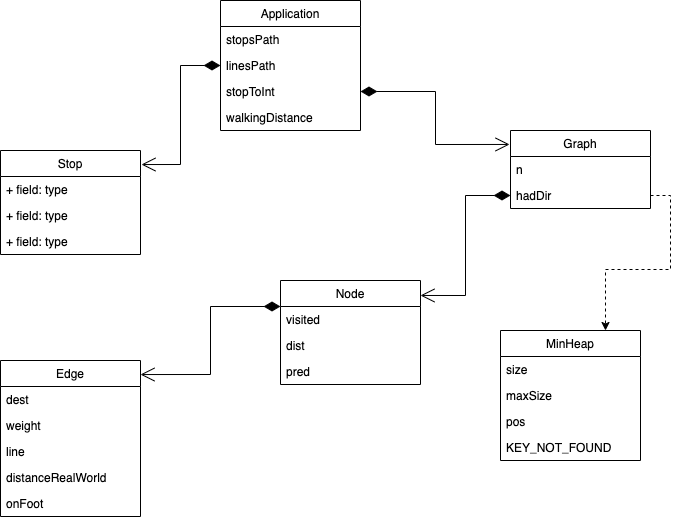 Application
stopsPath
linesPath
stopToInt
walkingDistance
Stop
+ field: type
+ field: type
+ field: type
Graph
n
hadDir
Node
visited
dist
pred
MinHeap
size
maxSize
pos
KEY_NOT_FOUND
Edge
dest
weight
line
distanceRealWorld
onFoot